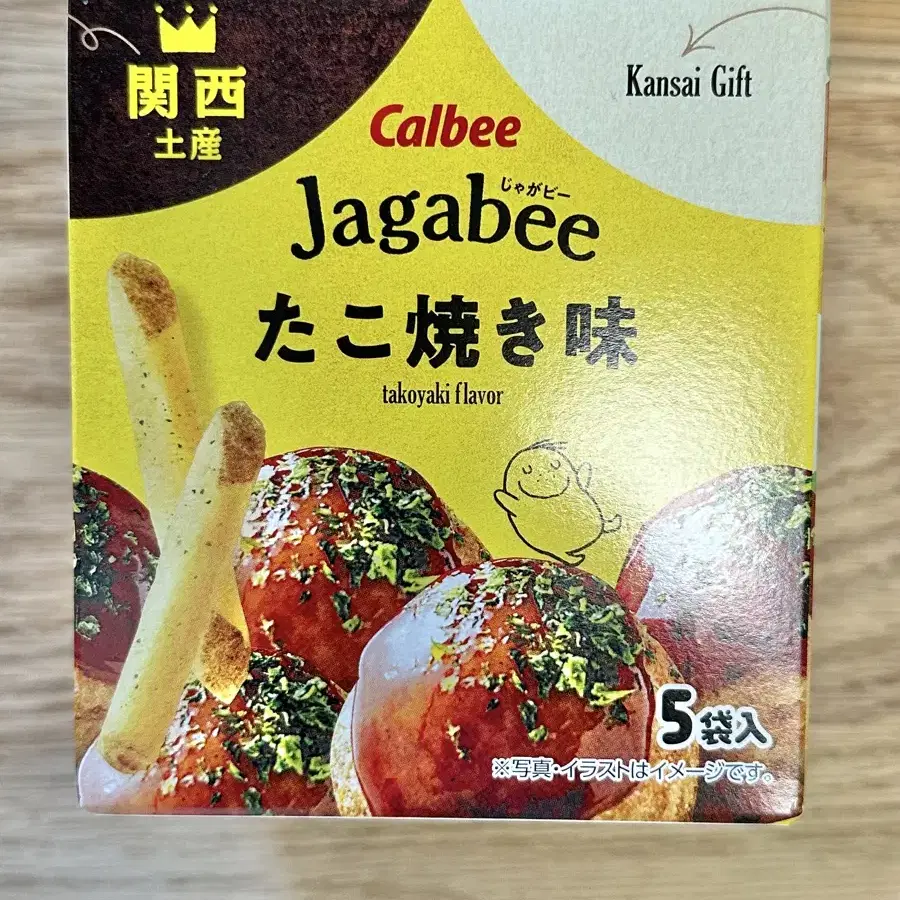 関西
土産
Kansai Gift
Calbee
じゃがビー
Jagabee
たこ焼き味
takoyaki flavor
5袋入
※写真・イラストはイメージです。